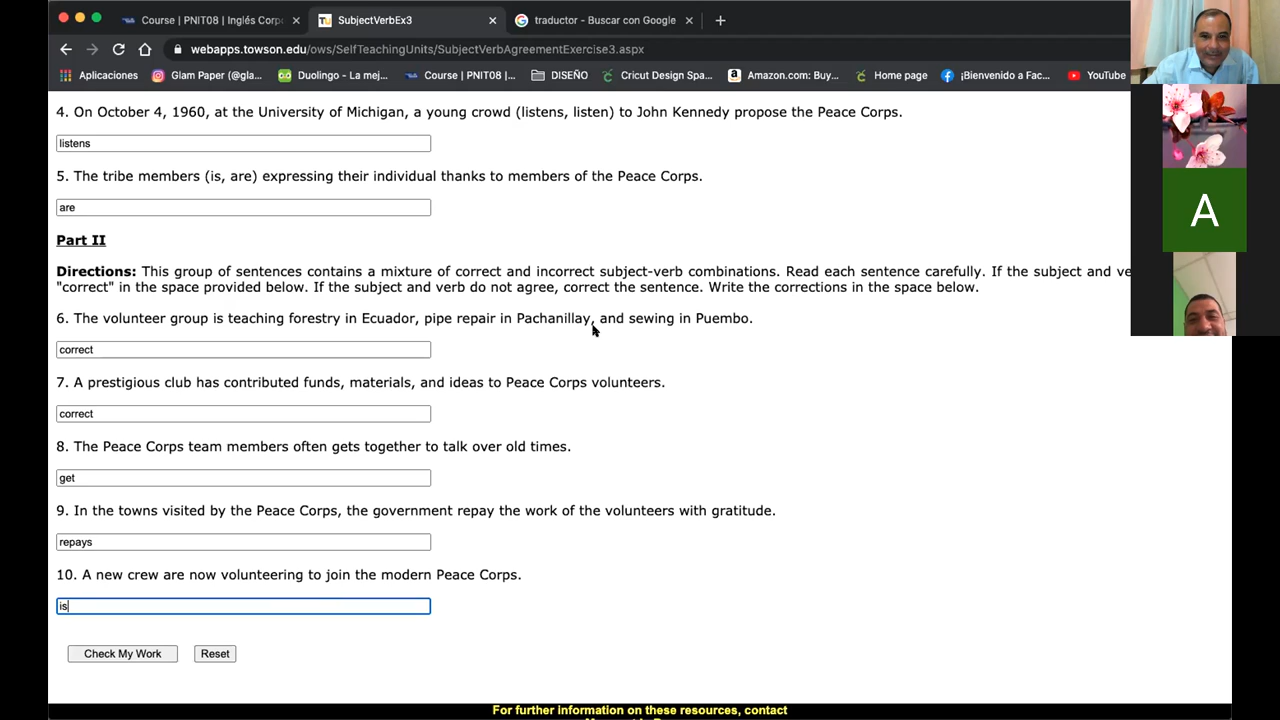 Course | PNIT08 | Inglés Corpo
SubjectVerbEx3
traductor - Buscar con Google
webapps.towson.edu/ows/SelfTeachingUnits/SubjectVerbAgreementExercise3.aspx
Aplicaciones
Glam Paper (@gla...
Duolingo - La mej...
Course | PNIT08 |...
DISEÑO
Cricut Design Spa...
Amazon.com: Buy...
Home page
¡Bienvenido a Fac...
YouTube
4. On October 4, 1960, at the University of Michigan, a young crowd (listens, listen) to John Kennedy propose the Peace Corps.
listens
5. The tribe members (is, are) expressing their individual thanks to members of the Peace Corps.
are
Part II
Directions: This group of sentences contains a mixture of correct and incorrect subject-verb combinations. Read each sentence carefully. If the subject and ve
"correct" in the space provided below. If the subject and verb do not agree, correct the sentence. Write the corrections in the space below.
6. The volunteer group is teaching forestry in Ecuador, pipe repair in Pachanillay, and sewing in Puembo.
correct
7. A prestigious club has contributed funds, materials, and ideas to Peace Corps volunteers.
correct
8. The Peace Corps team members often gets together to talk over old times.
get
9. In the towns visited by the Peace Corps, the government repay the work of the volunteers with gratitude.
repays
10. A new crew are now volunteering to join the modern Peace Corps.
is
Check My Work
Reset
For further information on these resources, contact
A